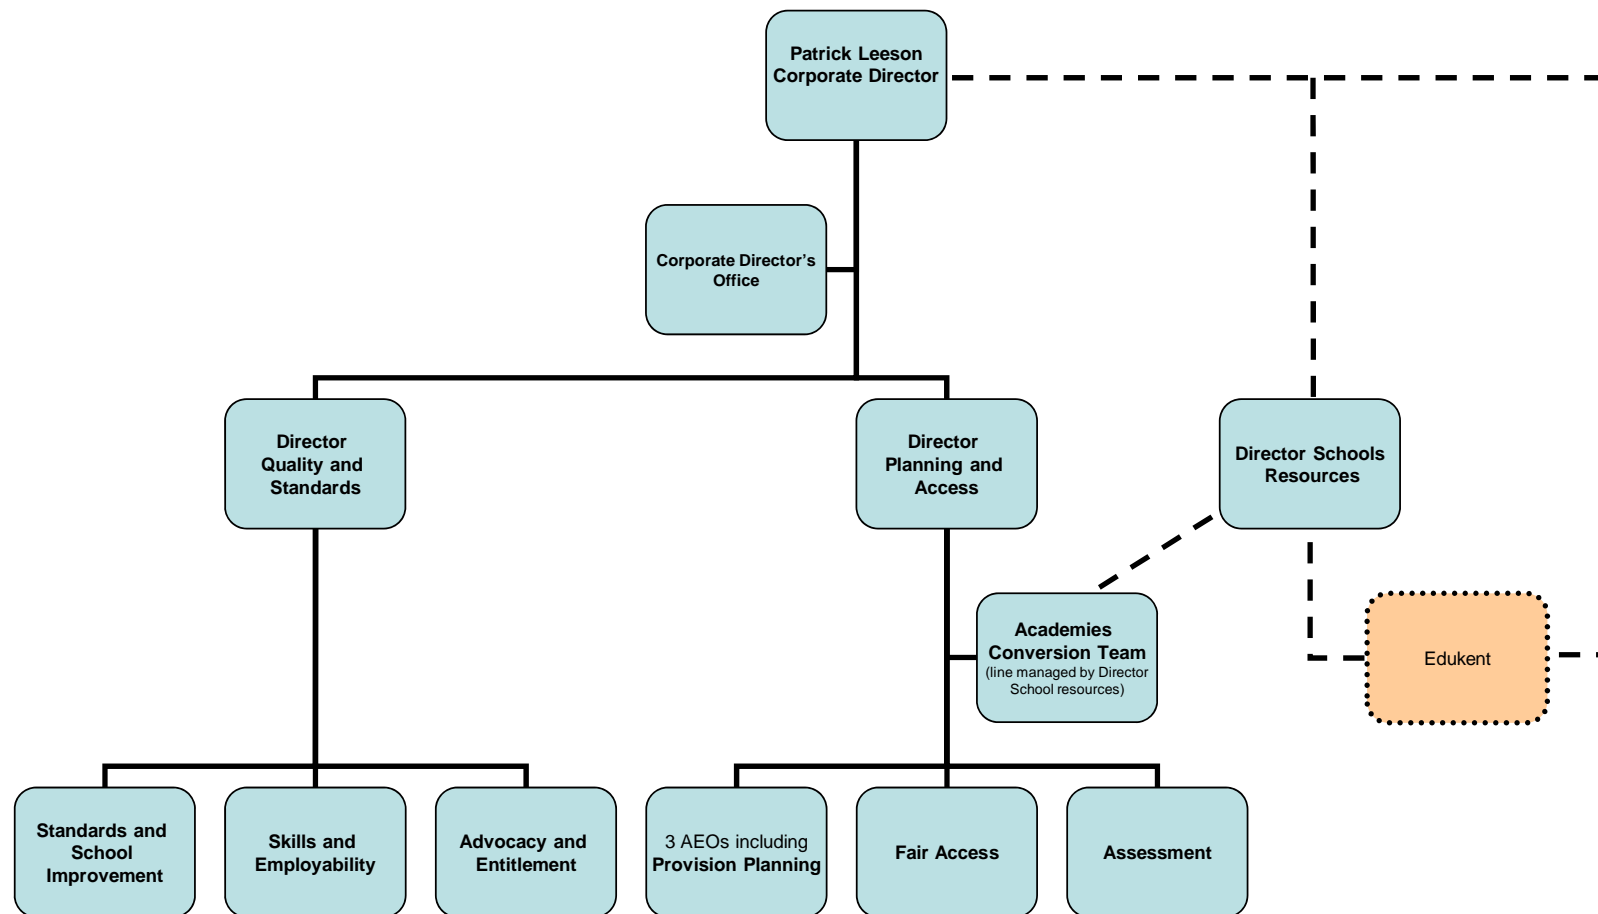 Patrick Leeson
Corporate Director
Corporate Director’s
Office
Director
Quality and
Standards
Director
Planning and
Access
Director Schools
Resources
Academies
Conversion Team
(line managed by Director
School resources)
Edukent
Standards and
School
Improvement
Skills and
Employability
Advocacy and
Entitlement
3 AEOs including
Provision Planning
Fair Access
Assessment